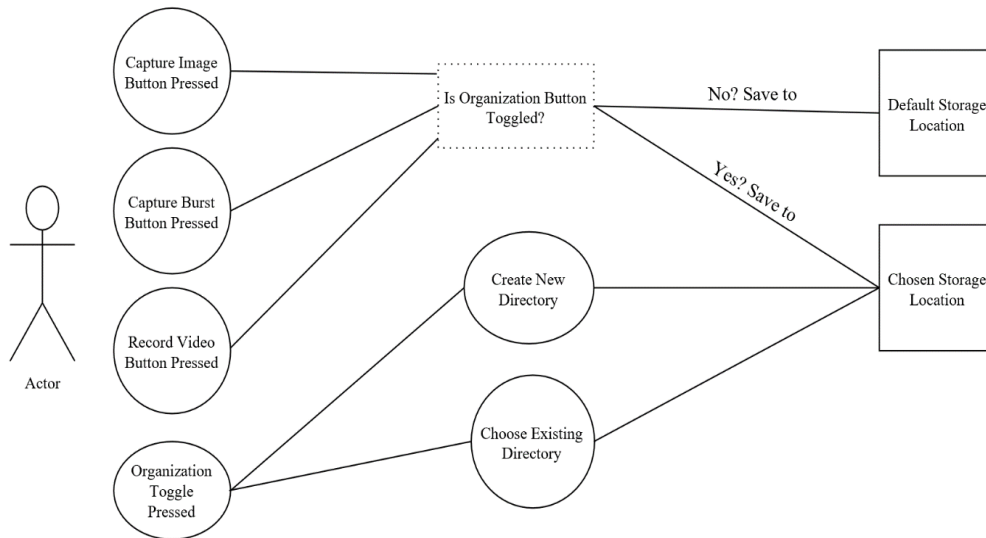 Capture Image
Button Pressed
Is Organization Button
Toggled?
No? Save to
Default Storage
Location
Capture Burst
Button Pressed
Yes? Save to
Create New
Directory
Chosen Storage
Location
Record Video
Button Pressed
Actor
Choose Existing
Directory
Organization
Toggle
Pressed